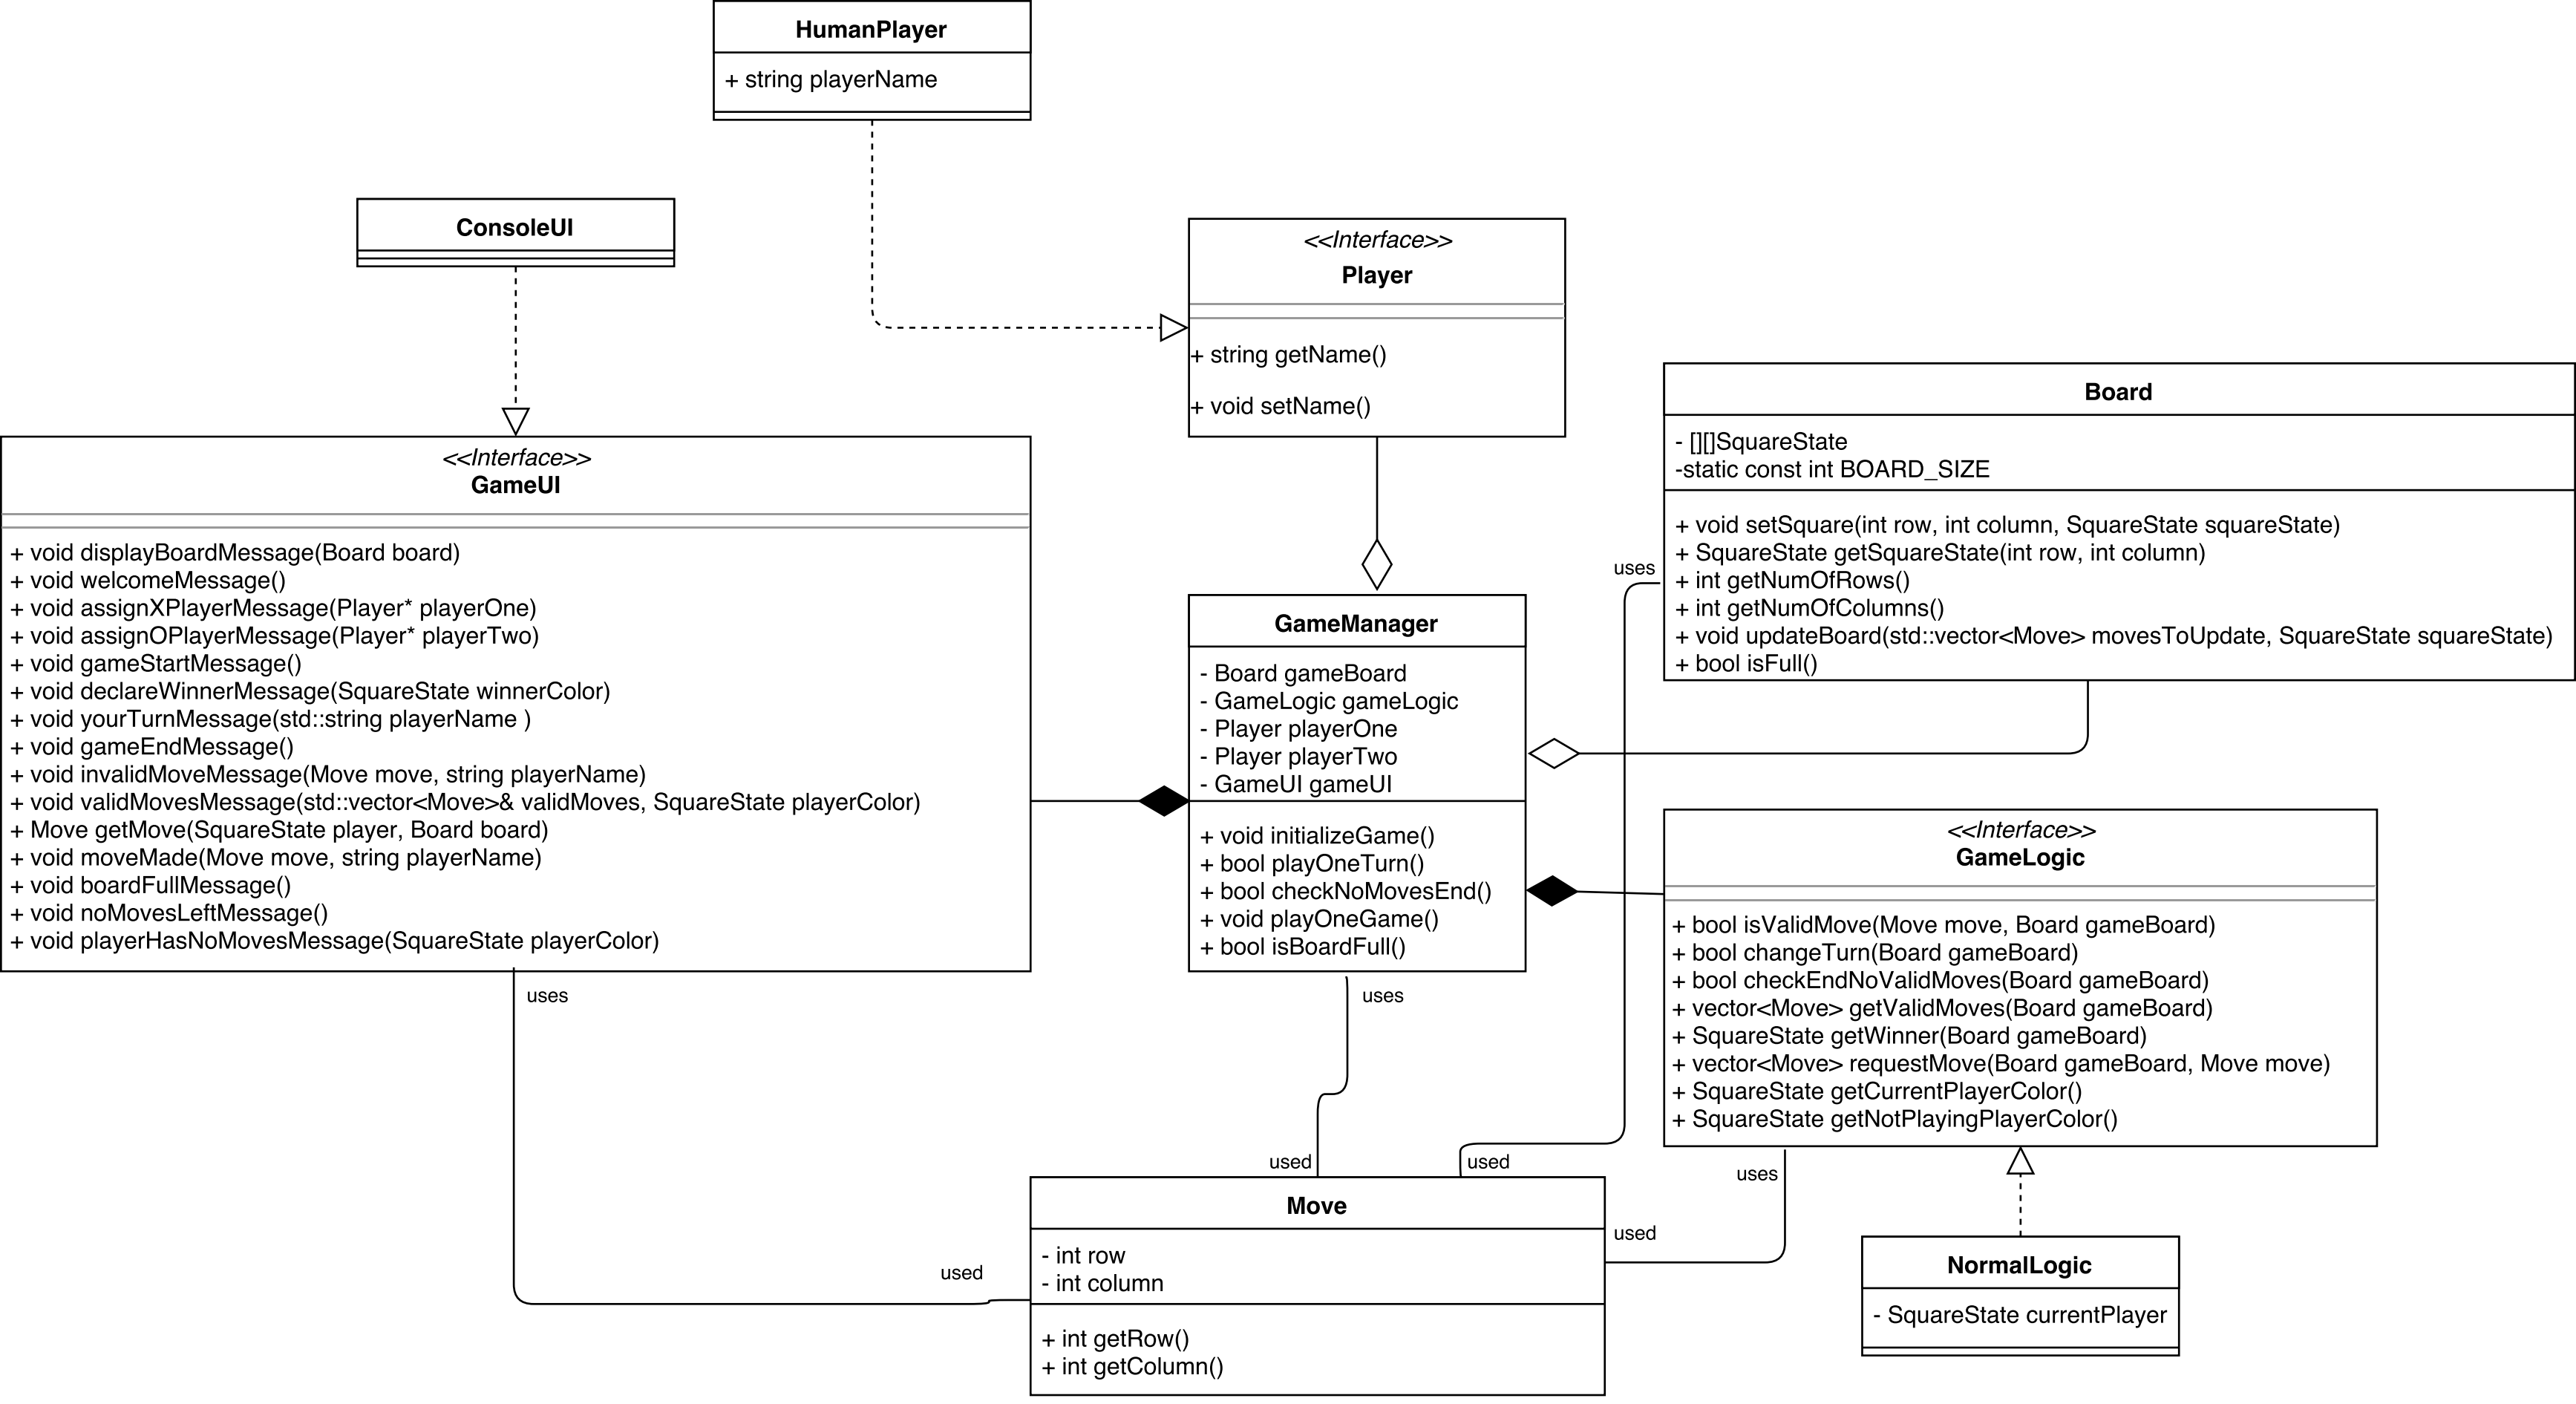 HumanPlayer
+ string playerName
ConsoleUI
<<Interface>>
Player
+ string getName()
+ void setName()
<<Interface>>
GameUI
+ void displayBoardMessage(Board board)
+ void welcomeMessage()
+ void assignXPlayerMessage(Player* playerOne)
+ void assignOPlayerMessage(Player* playerTwo)
+ void gameStartMessage()
+ void declareWinnerMessage(SquareState winnerColor)
+ void yourTurnMessage(std::string playerName )
+ void gameEndMessage()
+ void invalidMoveMessage(Move move, string playerName)
+ void validMovesMessage(std::vector<Move>& validMoves, SquareState playerColor)
+ Move getMove(SquareState player, Board board)
+ void moveMade(Move move, string playerName)
+ void boardFullMessage()
+ void noMovesLeftMessage()
+ void playerHasNoMovesMessage(SquareState playerColor)
uses
used
GameManager
- Board gameBoard
- GameLogic gameLogic
- Player playerOne
- Player playerTwo
- GameUI gameUI
+ void initializeGame()
+ bool playOneTurn()
+ bool checkNoMovesEnd()
+ void playOneGame()
+ bool isBoardFull()
uses
used
Board
- [][]SquareState
-static const int BOARD_SIZE
+ void setSquare(int row, int column, SquareState squareState)
+ SquareState getSquareState(int row, int column)
+ int getNumOfRows()
+ int getNumOfColumns()
+ void updateBoard(std::vector<Move> movesToUpdate, SquareState squareState)
+ bool isFull()
uses
used
<<Interface>>
GameLogic
+ bool isValidMove(Move move, Board gameBoard)
+ bool changeTurn(Board gameBoard)
+ bool checkEndNoValidMoves(Board gameBoard)
+ vector<Move> getValidMoves(Board gameBoard)
+ SquareState getWinner(Board gameBoard)
+ vector<Move> requestMove(Board gameBoard, Move move)
+ SquareState getCurrentPlayerColor()
+ SquareState getNotPlayingPlayerColor()
uses
used
Move
- int row
- int column
+ int getRow()
+ int getColumn()
NormalLogic
- SquareState currentPlayer